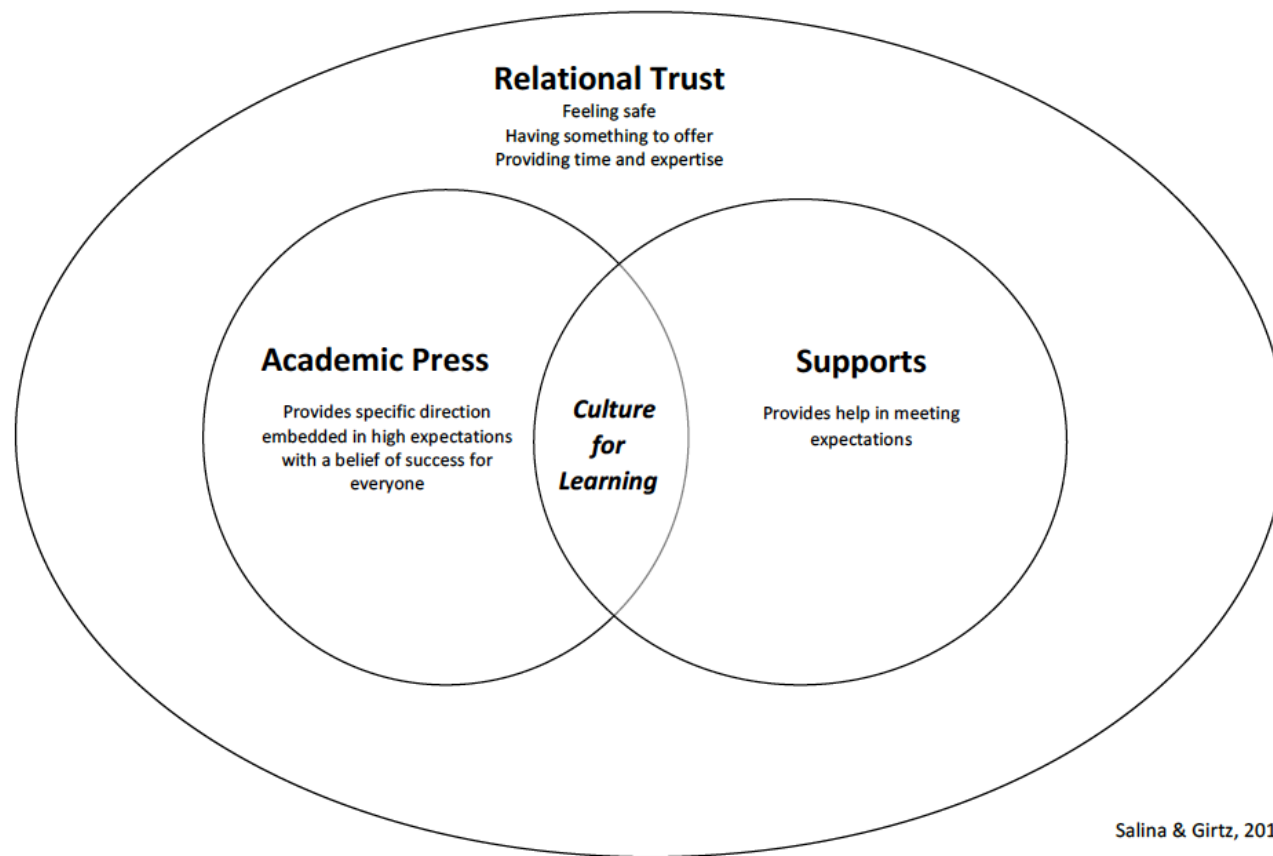 Relational Trust
Feeling safe
Having something to offer
Providing time and expertise
Academic Press
Provides specific direction
embedded in high expectations
with a belief of success for
everyone
Culture
for
Learning
Supports
Provides help in meeting
expectations
Salina & Girtz, 201